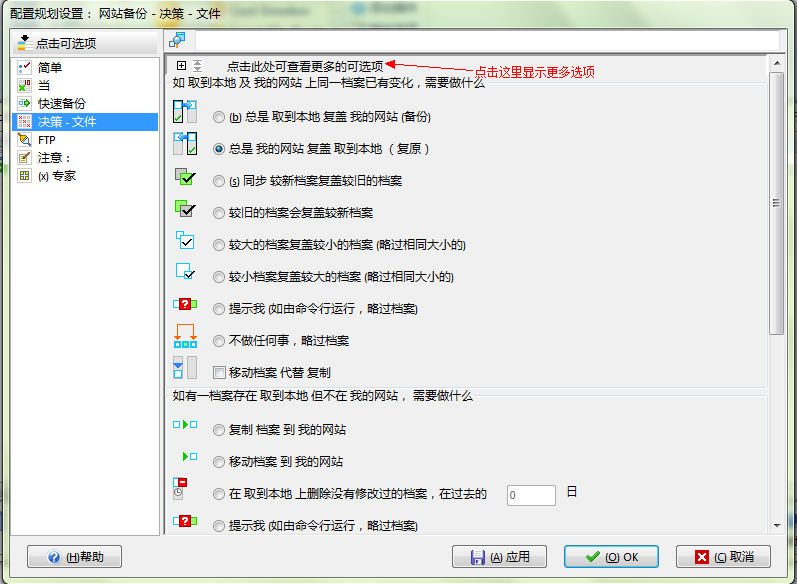 配置规划设置： 网站备份 - 决策 - 文件
点击可选项
简单
当
快速备份
决策 - 文件
FTP
注意：
(x) 专家
点击此处可查看更多的可选项
点击这里显示更多选项
如 取到本地 及 我的网站 上同一档案已有变化，需要做什么
(b) 总是 取到本地 复盖 我的网站 (备份)
总是 我的网站 复盖 取到本地 （复原）
(s) 同步 较新档案复盖较旧的档案
较旧的档案会复盖较新档案
较大的档案复盖较小的档案 (略过相同大小的)
较小档案复盖较大的档案 (略过相同大小的)
提示我 (如由命令行运行，略过档案)
不做任何事，略过档案
移动档案 代替 复制
如有一档案存在 取到本地 但不在 我的网站， 需要做什么
复制 档案 到 我的网站
移动档案 到 我的网站
在 取到本地 上删除没有修改过的档案，在过去的 0 日
提示我 (如由命令行运行，略过档案)
(H)帮助
(A) 应用
(O) OK
(C) 取消